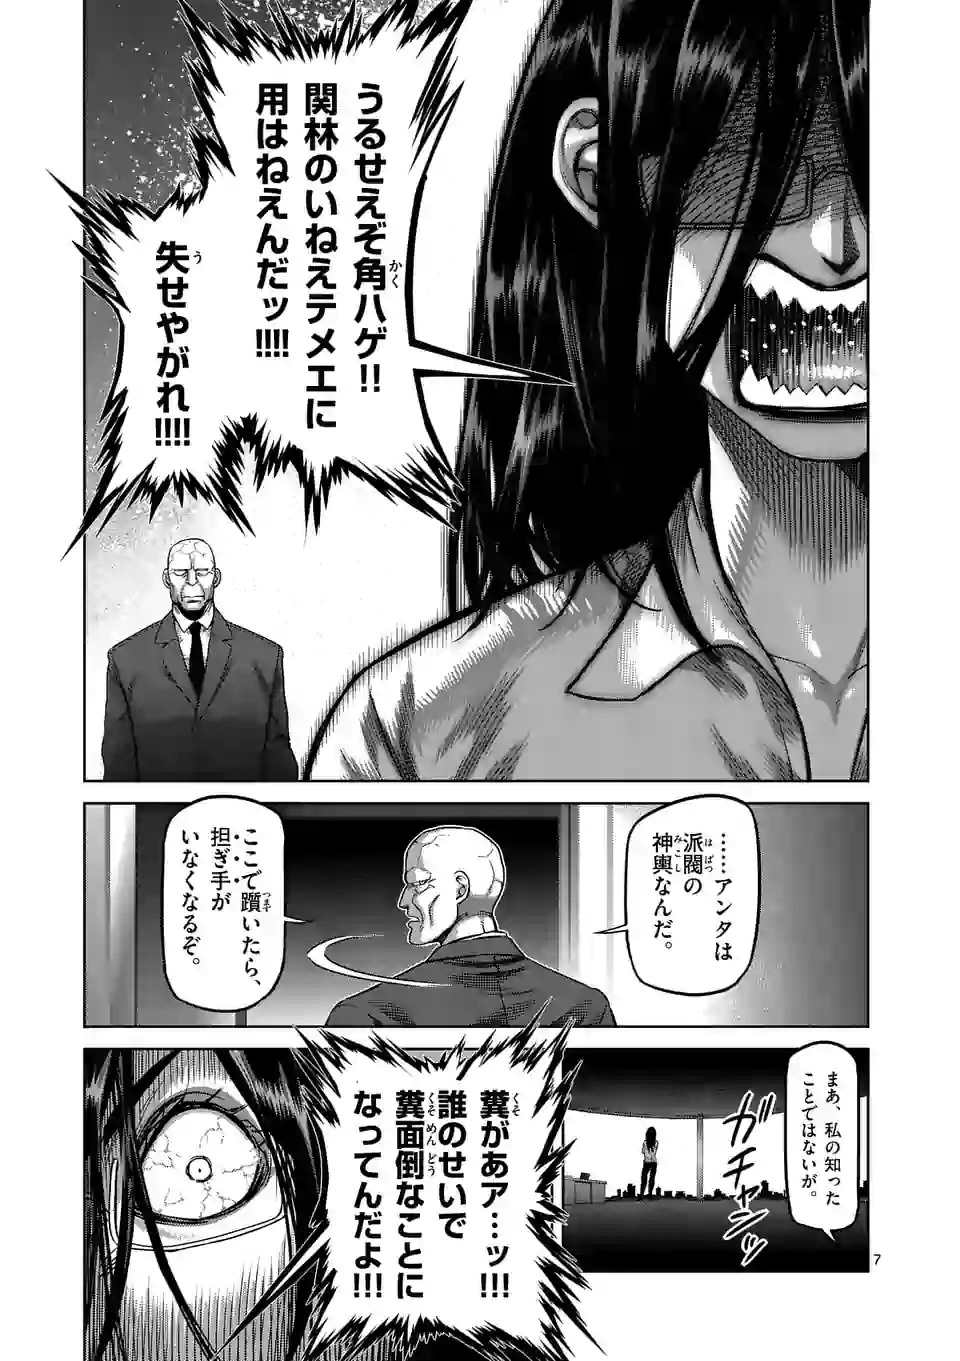 うるせえぞ角ハゲ!!
関林のいねえテメエに
用はねえんだッ!!!!
失せやがれ!!!!
……アンタは
派閥の
神輿なんだ。
ここで躓いたら、
担ぎ手が
いなくなるぞ。
まあ、私の知った
ことではないが。
ガチャンッ
糞があア…ッ!!!
誰のせいで
糞面倒なことに
なってんだよ!!!
7